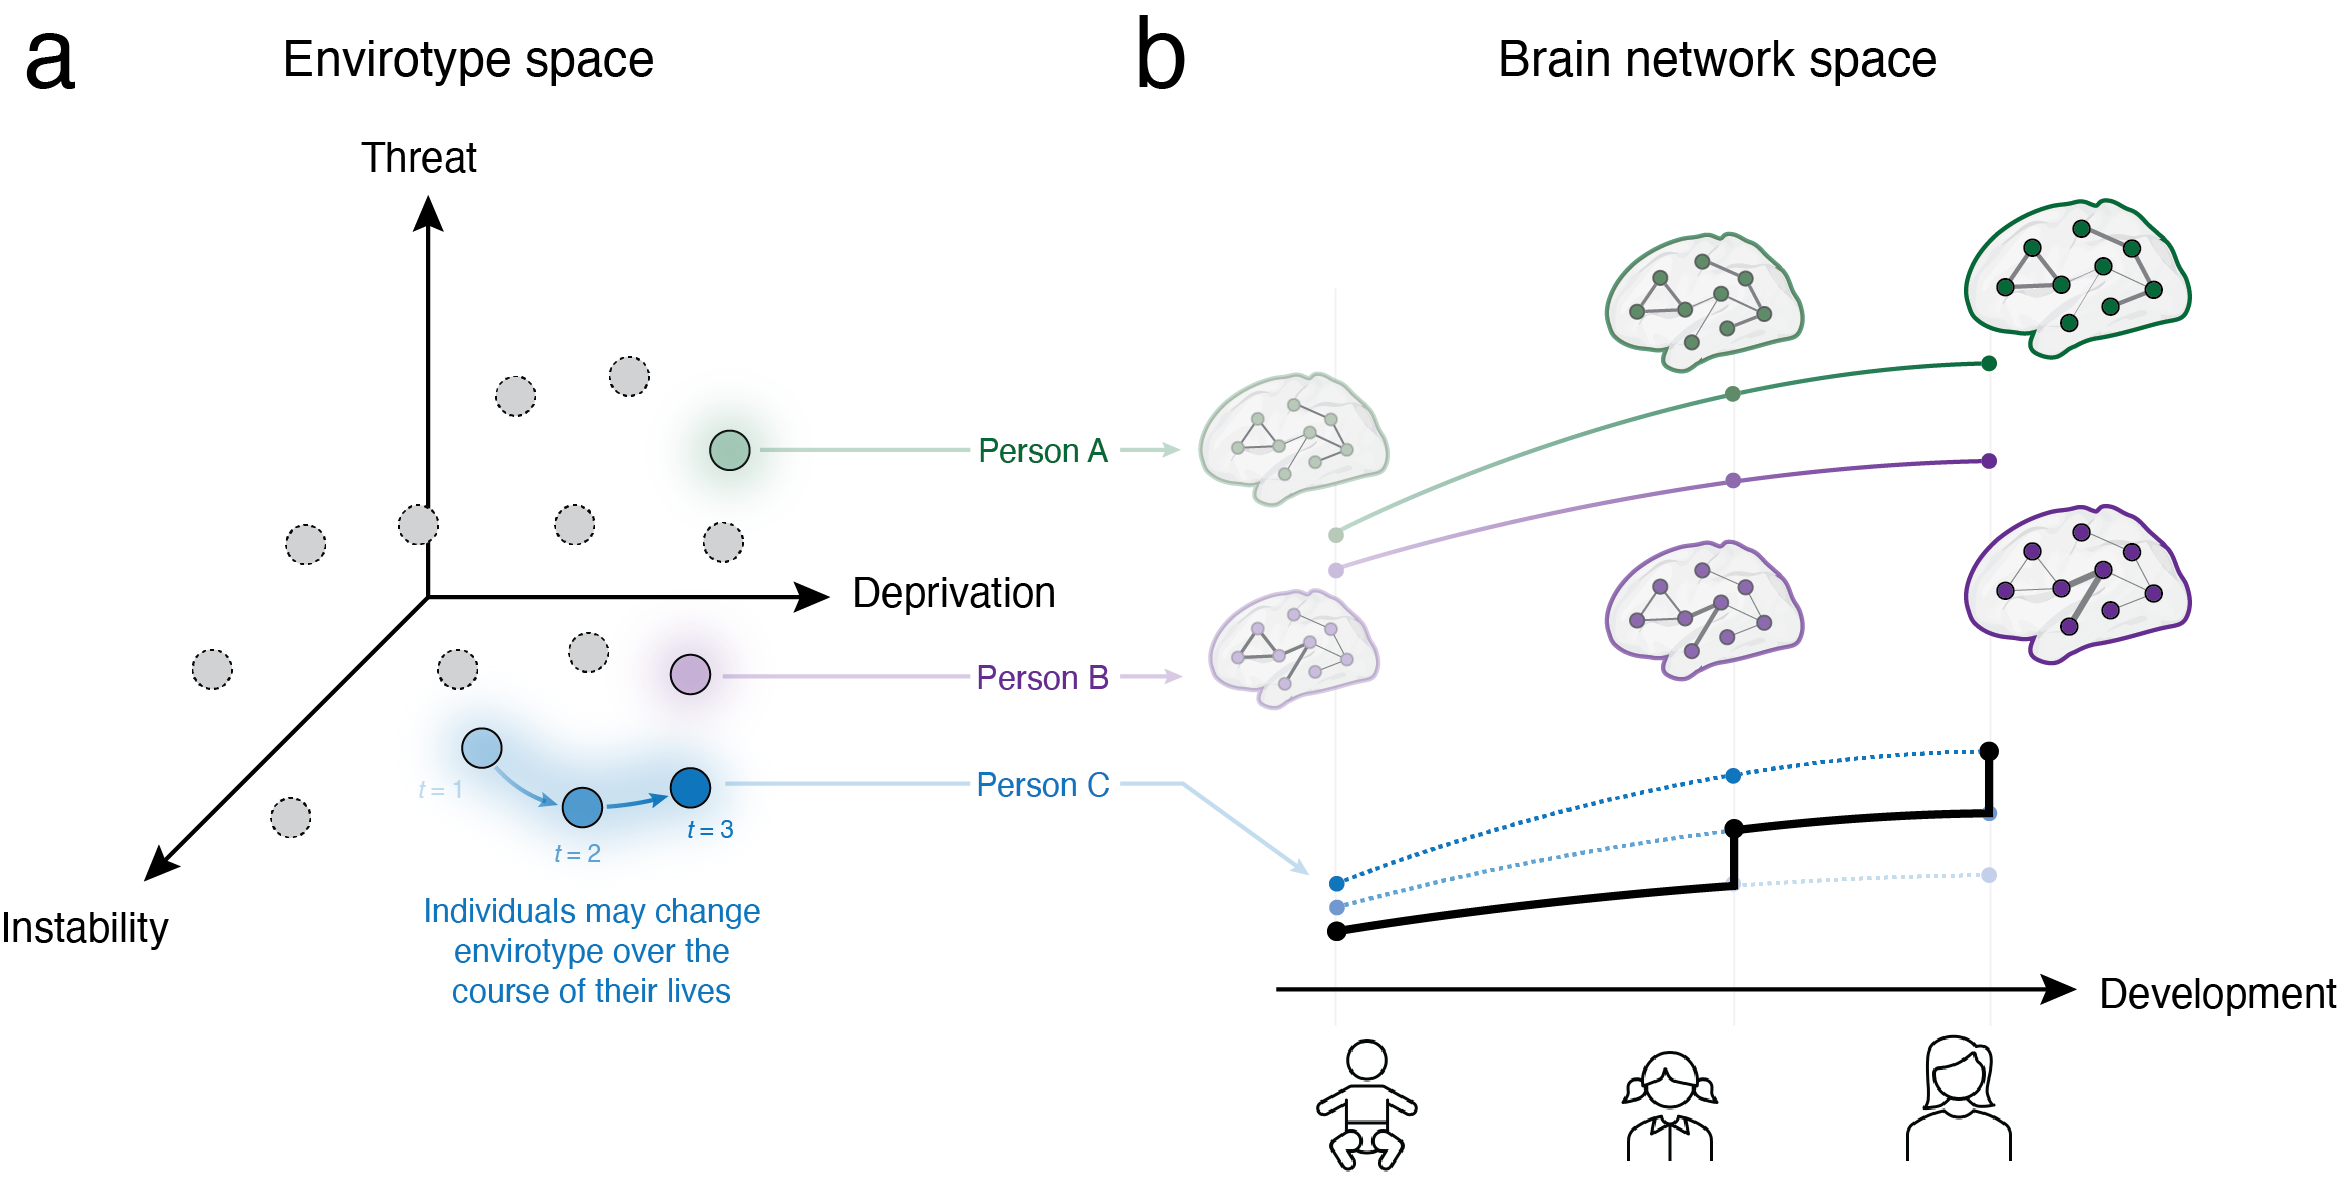 a
Envirotype space
Threat
Deprivation
Instability
t = 1
t = 2
t = 3
Individuals may change
envirotype over the
course of their lives
Person A
Person B
Person C
b
Brain network space
Development